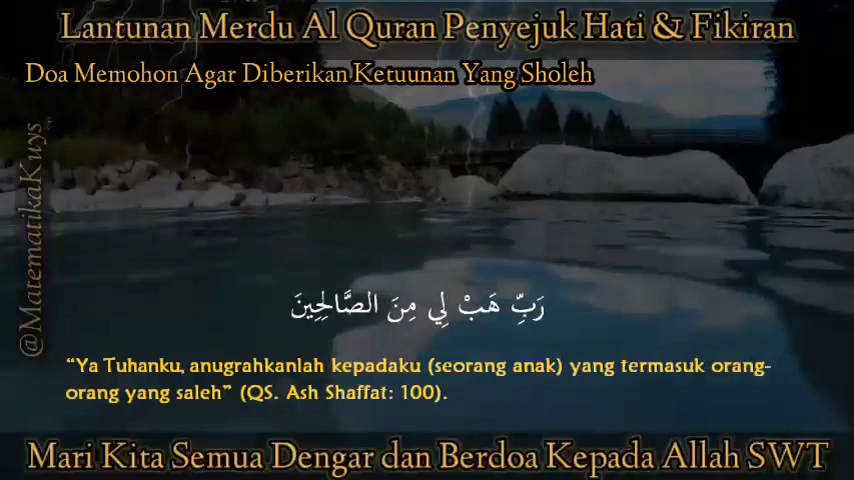 Lantunan Merdu Al Quran Penyejuk Hati & Fikiran
Doa Memohon Agar Diberikan Ketuunan Yang Sholeh
@MatematikaKuys
رَبِّ هَبْ لِي مِنَ الصَّالِحِينَ
“Ya Tuhanku, anugrahkanlah kepadaku (seorang anak) yang termasuk orang-
orang yang saleh” (QS. Ash Shaffat: 100).
Mari Kita Semua Dengar dan Berdoa Kepada Allah SWT